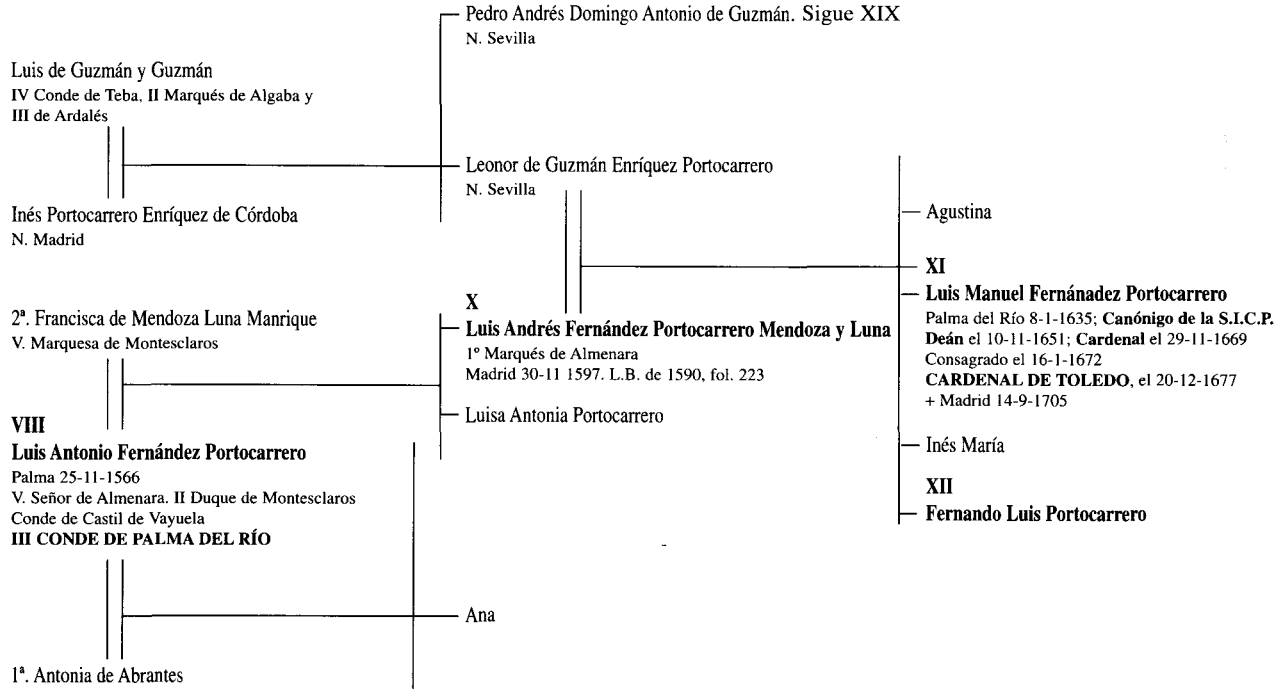 Pedro Andrés Domingo Antonio de Guzmán. Sigue XIX
N. Sevilla
Luis de Guzmán y Guzmán
IV Conde de Teba, II Marqués de Algaba y
III de Ardalés
Leonor de Guzmán Enríquez Portocarrero
N. Sevilla
Inés Portocarrero Enríquez de Córdoba
N. Madrid
Agustina
XI
Luis Manuel Fernánadez Portocarrero
Palma del Río 8-1-1635; Canónigo de la S.I.C.P.
Deán el 10-11-1651; Cardenal el 29-11-1669
Consagrado el 16-1-1672
CARDENAL DE TOLEDO, el 20-12-1677
+ Madrid 14-9-1705
2ª. Francisca de Mendoza Luna Manrique
V. Marquesa de Montesclaros
X
Luis Andrés Fernández Portocarrero Mendoza y Luna
1º Marqués de Almenara
Madrid 30-11 1597. L.B. de 1590, fol. 223
Luisa Antonia Portocarrero
Inés María
XII
Fernando Luis Portocarrero
VIII
Luis Antonio Fernández Portocarrero
Palma 25-11-1566
V. Señor de Almenara. II Duque de Montesclaros
Conde de Castil de Vayuela
III CONDE DE PALMA DEL RÍO
Ana
1ª. Antonia de Abrantes